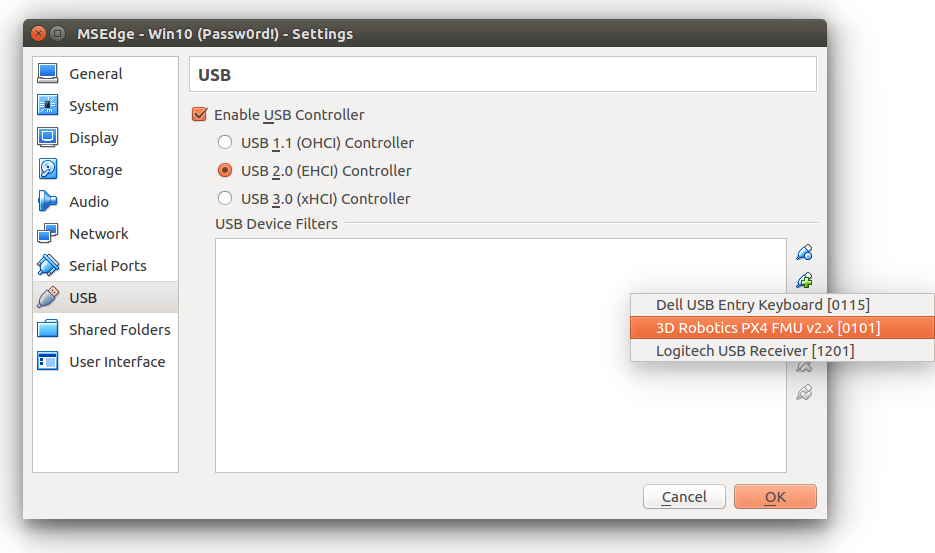 MSEdge - Win10 (Passw0rd!) - Settings
General
System
Display
Storage
Audio
Network
Serial Ports
USB
Shared Folders
User Interface
USB
Enable USB Controller
USB 1.1 (OHCI) Controller
USB 2.0 (EHCI) Controller
USB 3.0 (xHCI) Controller
USB Device Filters
Dell USB Entry Keyboard [0115]
3D Robotics PX4 FMU v2.x [0101]
Logitech USB Receiver [1201]
Cancel
OK